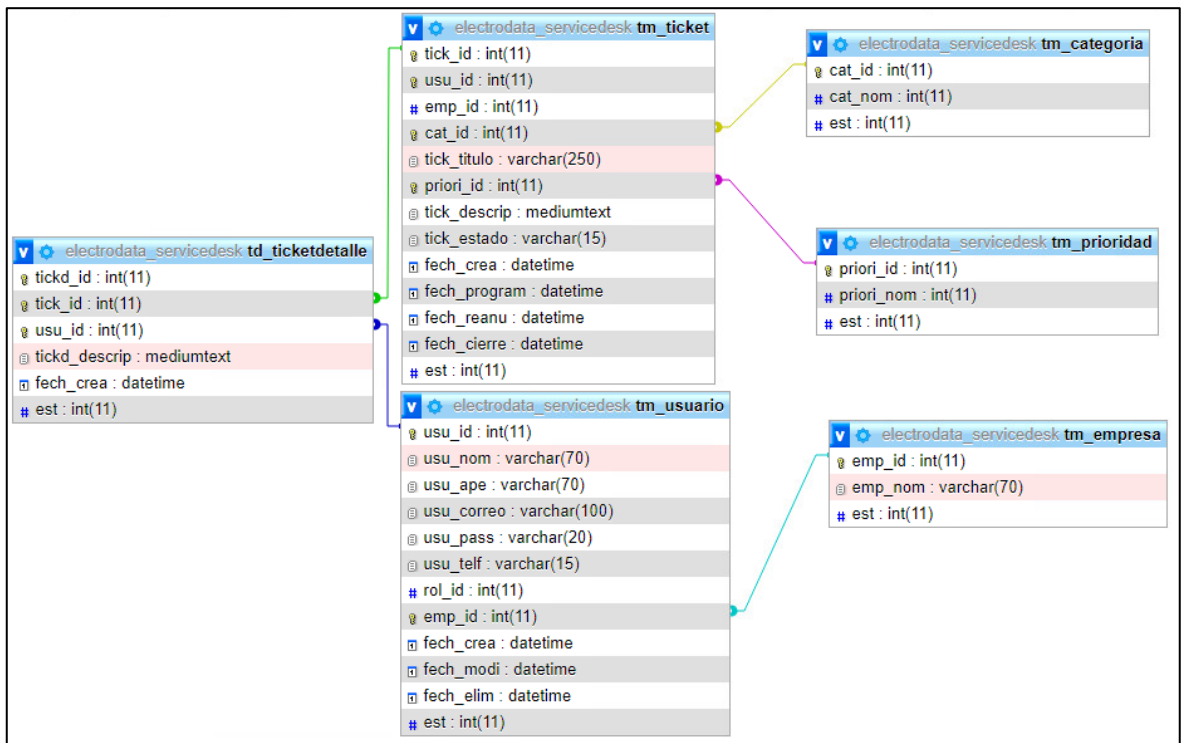 v electrodata_servicedesk tm_ticket
tick_id : int(11)
usu_id : int(11)
# emp_id : int(11)
cat_id : int(11)
tick_titulo : varchar(250)
priori_id : int(11)
tick_descrip : mediumtext
tick_estado : varchar(15)
fech_crea : datetime
fech_program : datetime
fech_reanu : datetime
fech_cierre : datetime
# est : int(11)
v electrodata_servicedesk tm_categoria
cat_id : int(11)
# cat_nom : int(11)
# est : int(11)
v electrodata_servicedesk tm_prioridad
priori_id : int(11)
# priori_nom : int(11)
# est : int(11)
v electrodata_servicedesk td_ticketdetalle
tickd_id : int(11)
tick_id : int(11)
usu_id : int(11)
tickd_descrip : mediumtext
fech_crea : datetime
# est : int(11)
v electrodata_servicedesk tm_usuario
usu_id : int(11)
usu_nom : varchar(70)
usu_ape : varchar(70)
usu_correo : varchar(100)
usu_pass : varchar(20)
usu_telf : varchar(15)
# rol_id : int(11)
emp_id : int(11)
fech_crea : datetime
fech_modi : datetime
fech_elim : datetime
# est : int(11)
v electrodata_servicedesk tm_empresa
emp_id : int(11)
emp_nom : varchar(70)
# est : int(11)